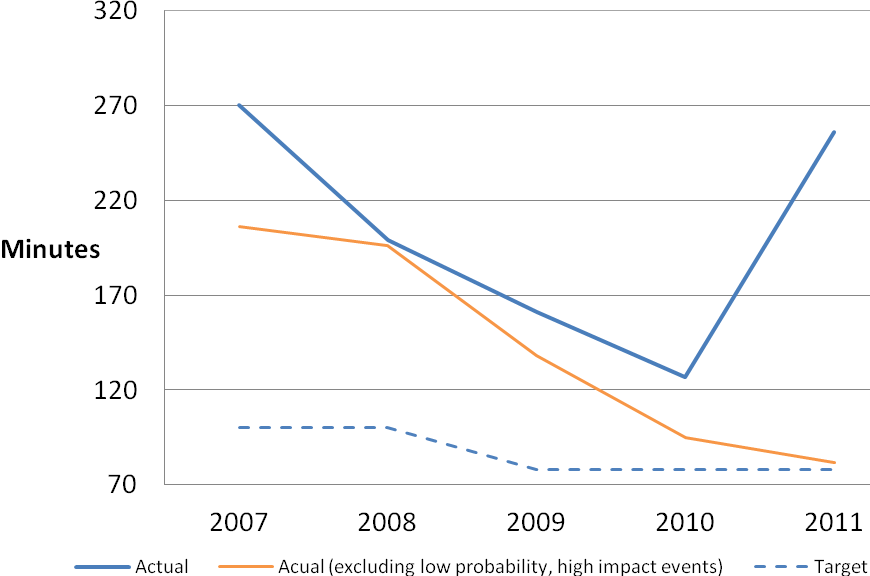 320
270
220
Minutes
170
120
70
2007 2008 2009 2010 2011
Actual Acual (excluding low probability, high impact events) Target